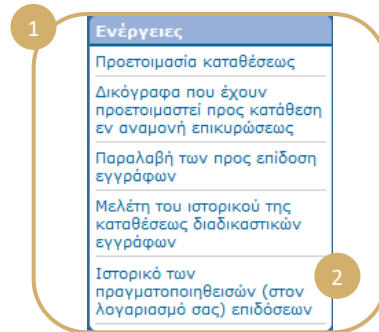 1
Ενέργειες
Προετοιμασία καταθέσεως
Δικόγραφα που έχουν
προετοιμαστεί προς κατάθεση
εν αναμονή επικυρώσεως
Παραλαβή των προς επίδοση
εγγράφων
Μελέτη του ιστορικού της
καταθέσεως διαδικαστικών
εγγράφων
Ιστορικό των
πραγματοποιηθεισών (στον
λογαριασμό σας) επιδόσεων
2